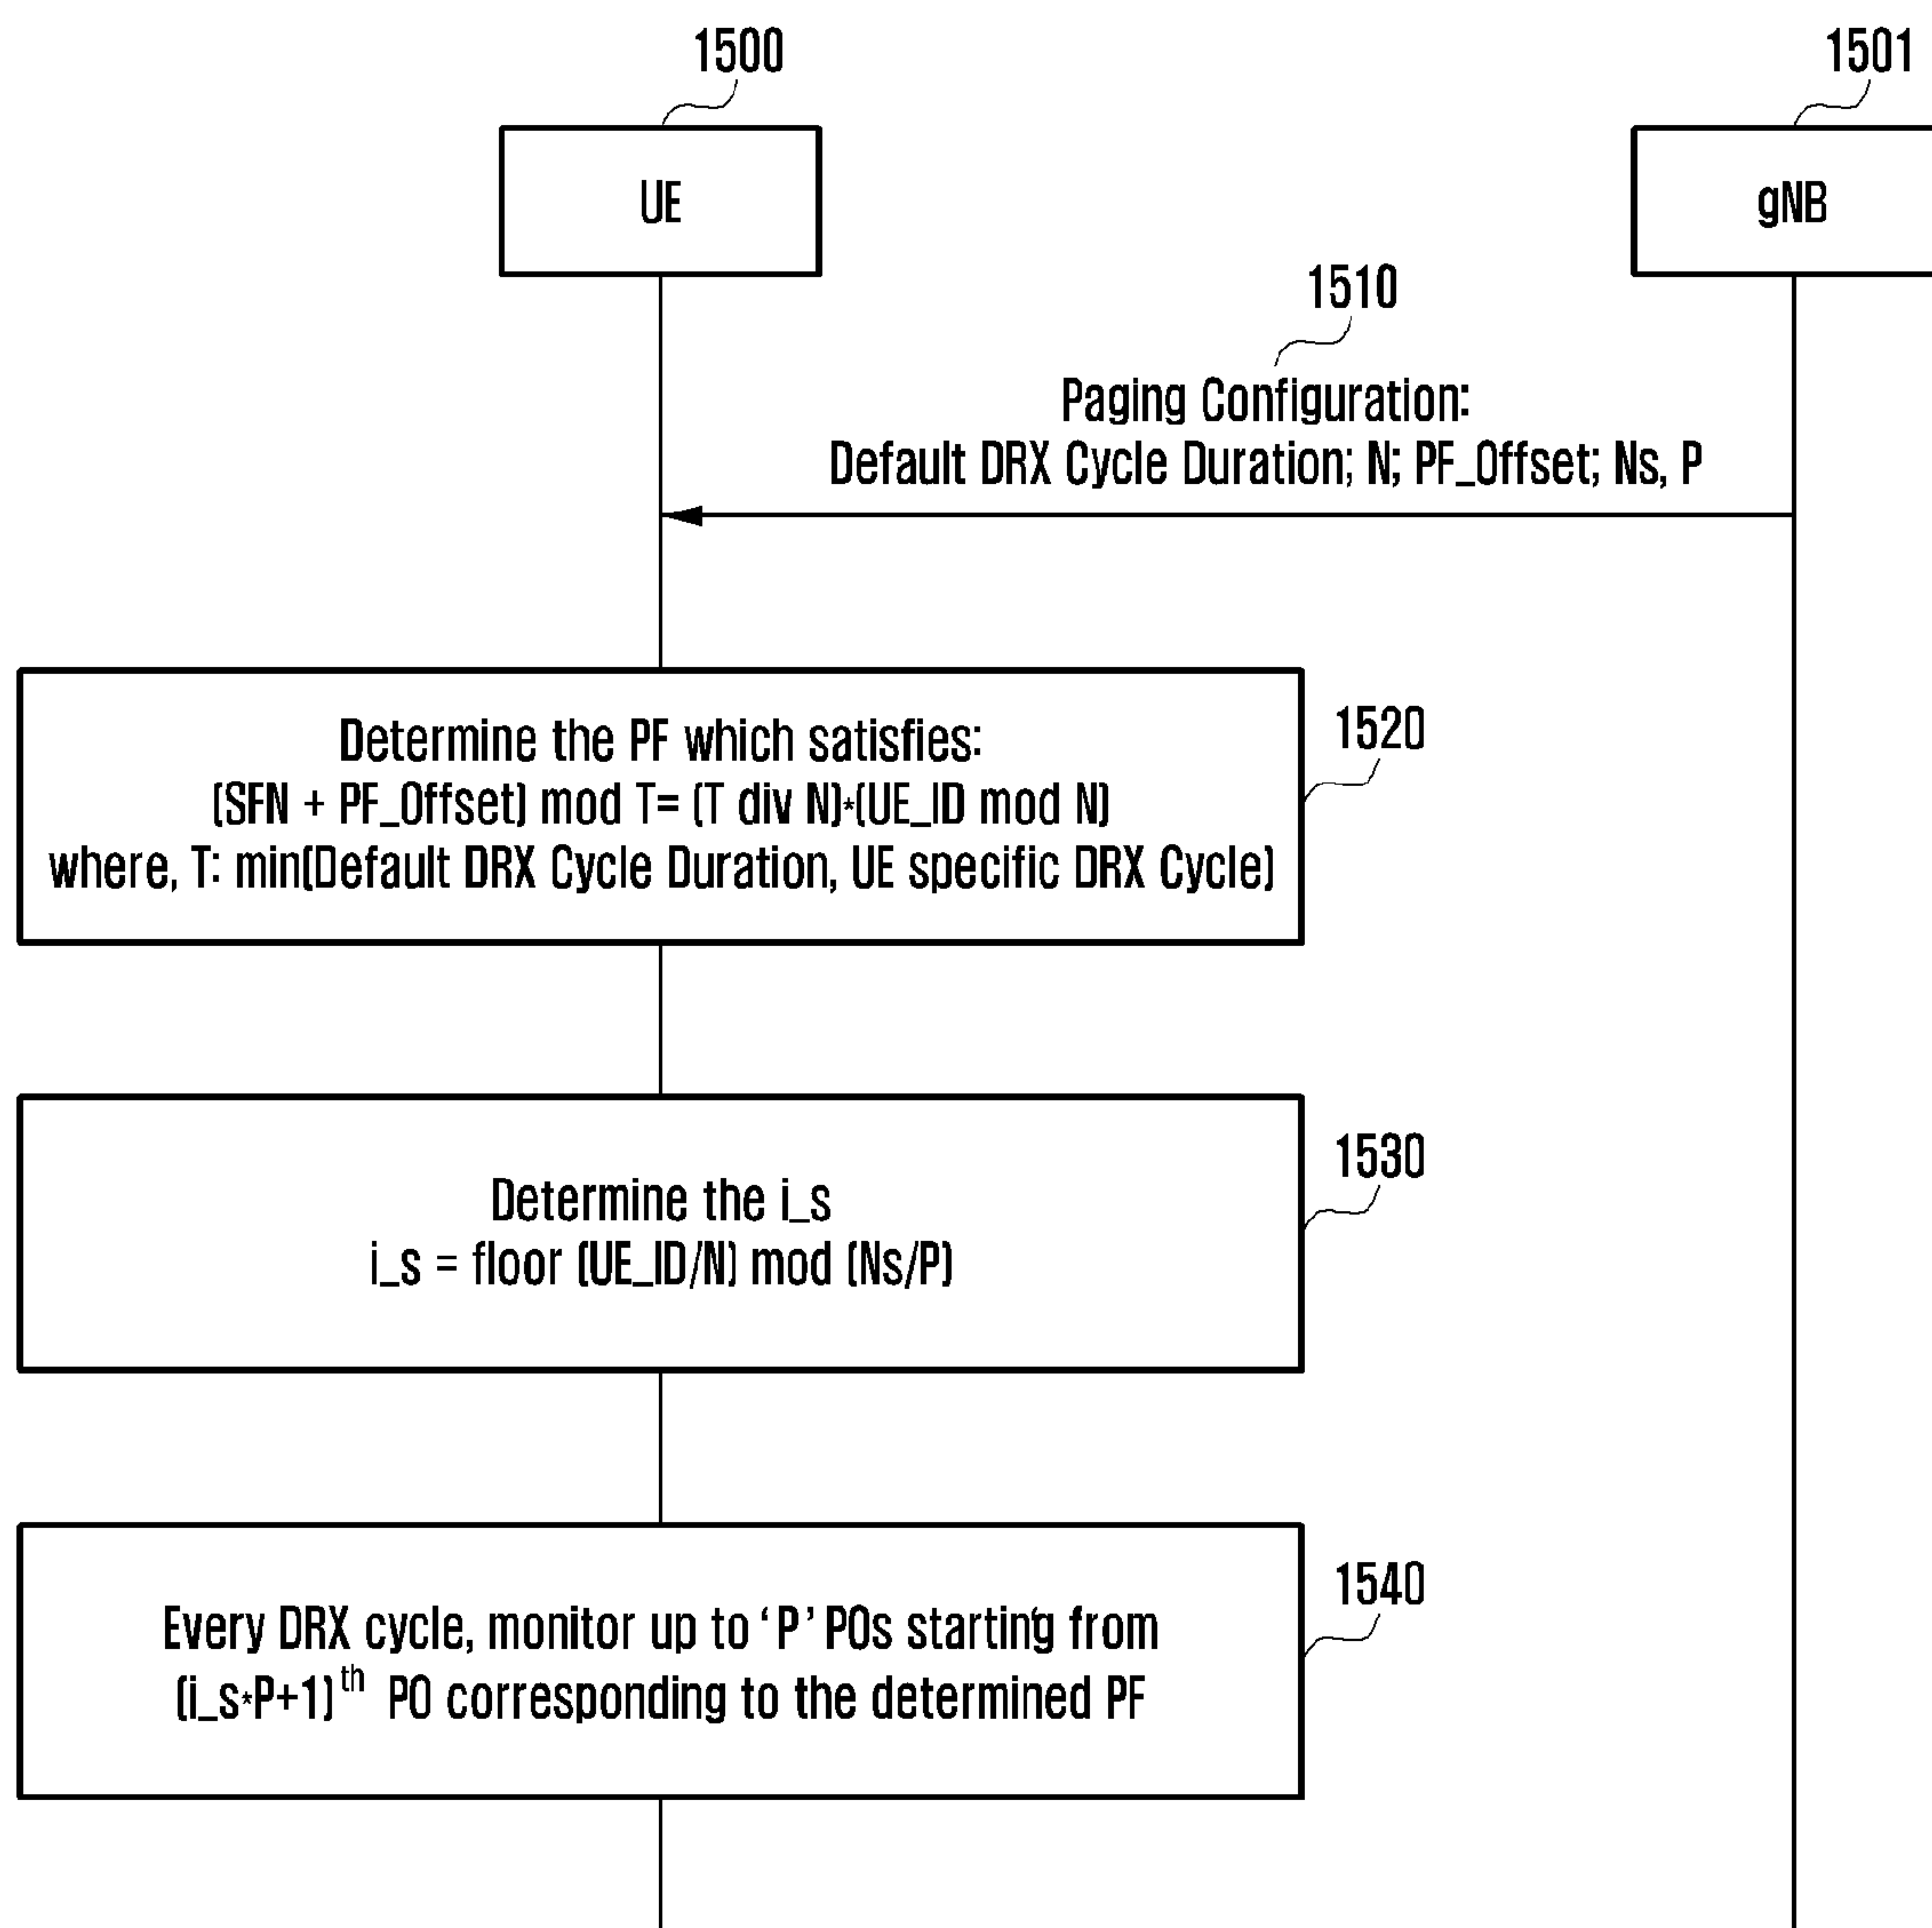 1500
1501
UE
gNB
1510
Paging Configuration:
Default DRX Cycle Duration; N; PF_Offset; Ns, P
Determine the PF which satisfies:
(SFN + PF_Offset) mod T= (T div N)*(UE_ID mod N)
where, T: min(Default DRX Cycle Duration, UE specific DRX Cycle)
1520
Determine the i_s
i_s = floor (UE_ID/N) mod (Ns/P)
1530
Every DRX cycle, monitor up to ‘P’ POs starting from
(i_s*P+1)th PO corresponding to the determined PF
1540